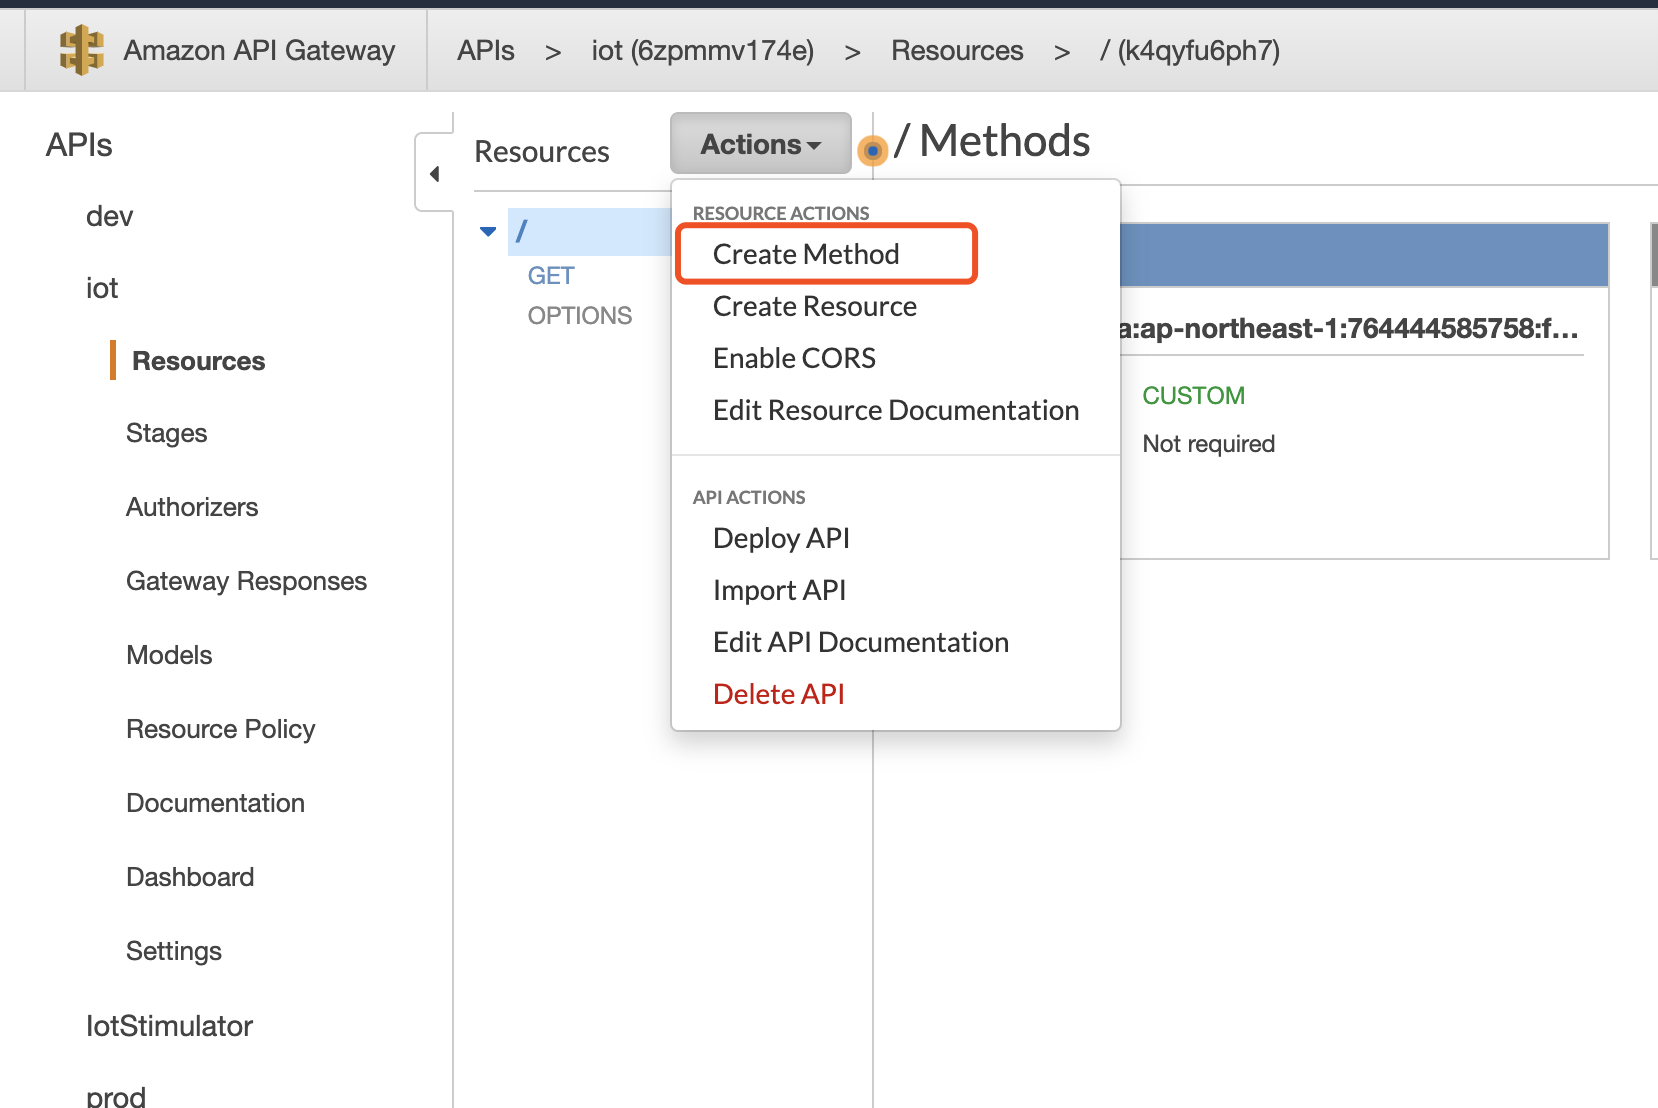 Amazon API Gateway
APIs > iot (6zpmmv174e) > Resources > / (k4qyfu6ph7)
APIs
dev
iot
Resources
Stages
Authorizers
Gateway Responses
Models
Resource Policy
Documentation
Dashboard
Settings
IotStimulator
prod
Resources
Actions
/
GET
OPTIONS
RESOURCE ACTIONS
Create Method
Create Resource
Enable CORS
Edit Resource Documentation
API ACTIONS
Deploy API
Import API
Edit API Documentation
Delete API
/ Methods
a:ap-northeast-1:764444585758:f...
CUSTOM
Not required